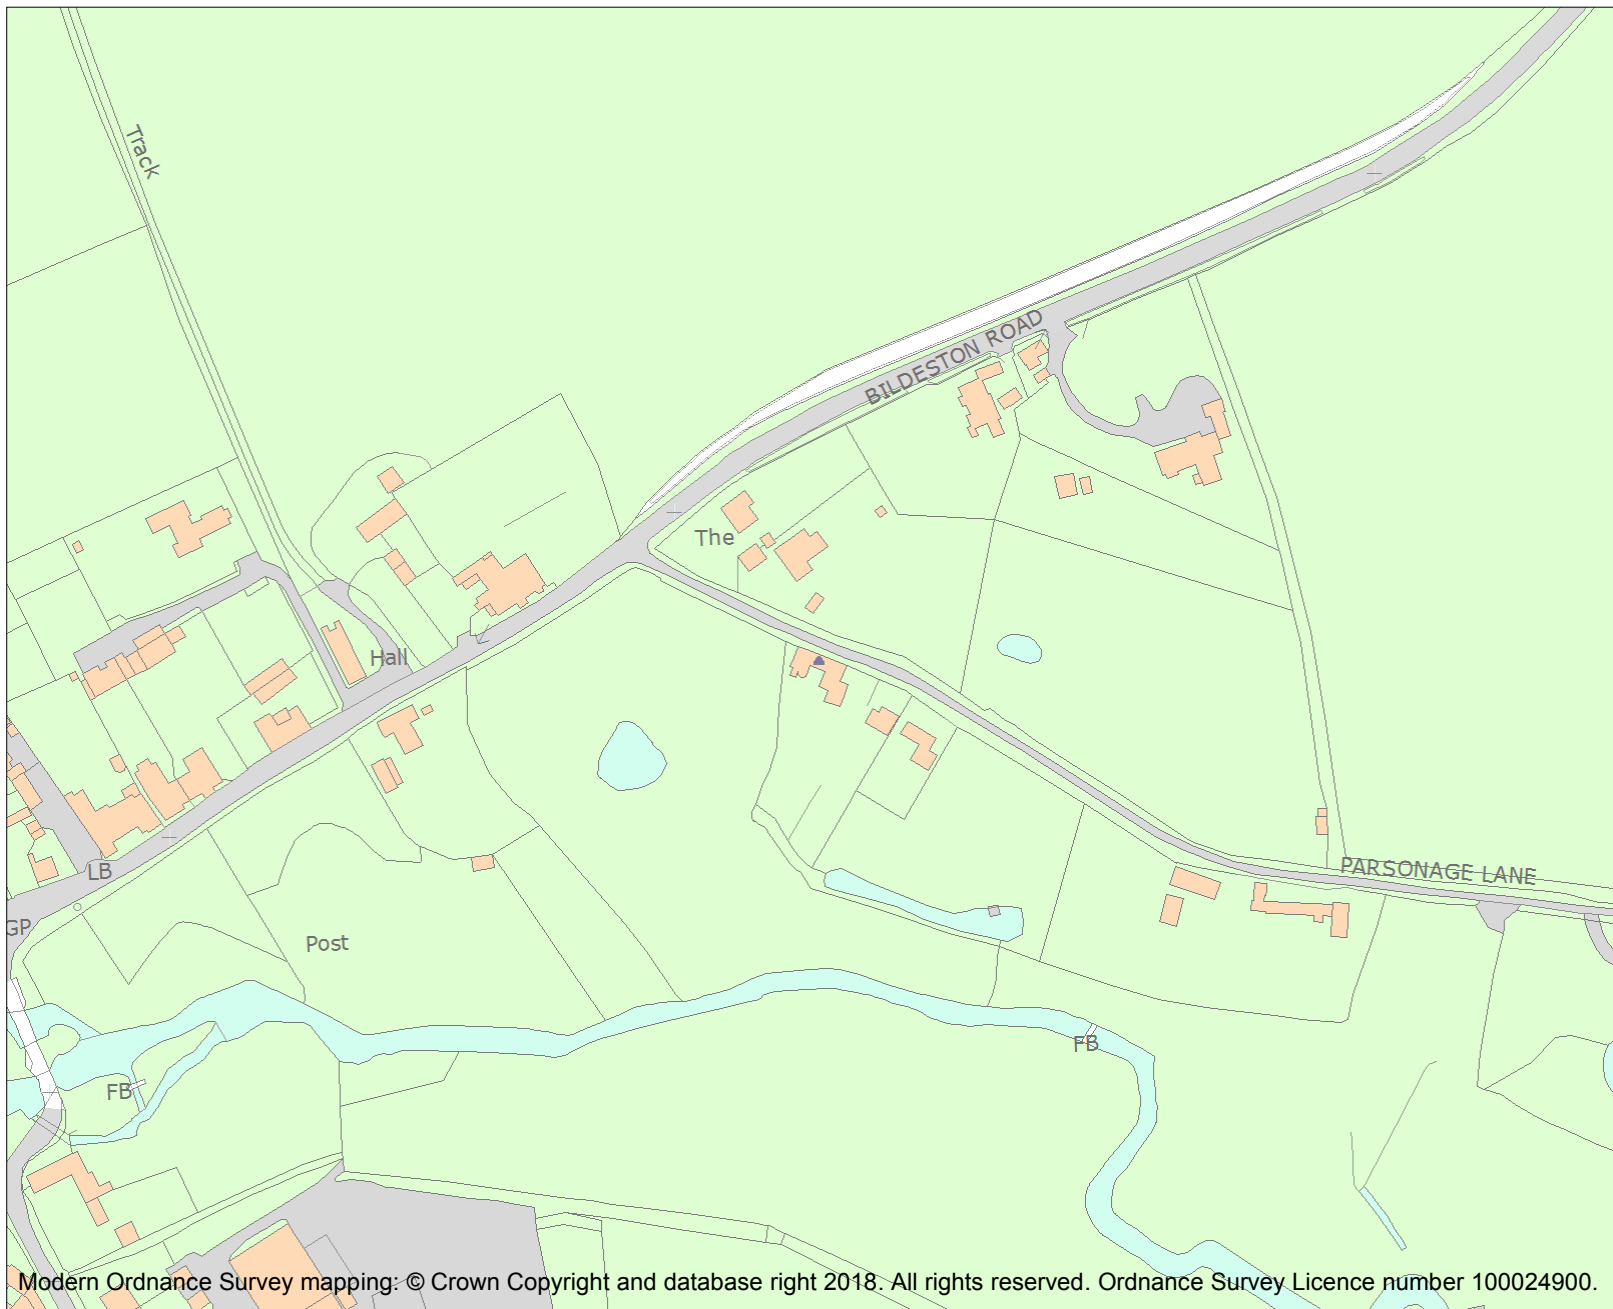 Track
BILDESTON ROAD
The
Hall
LB
PARSONAGE LANE
GP
Post
FB
FB
Modern Ordnance Survey mapping: © Crown Copyright and database right 2018. All rights reserved. Ordnance Survey Licence number 100024900.